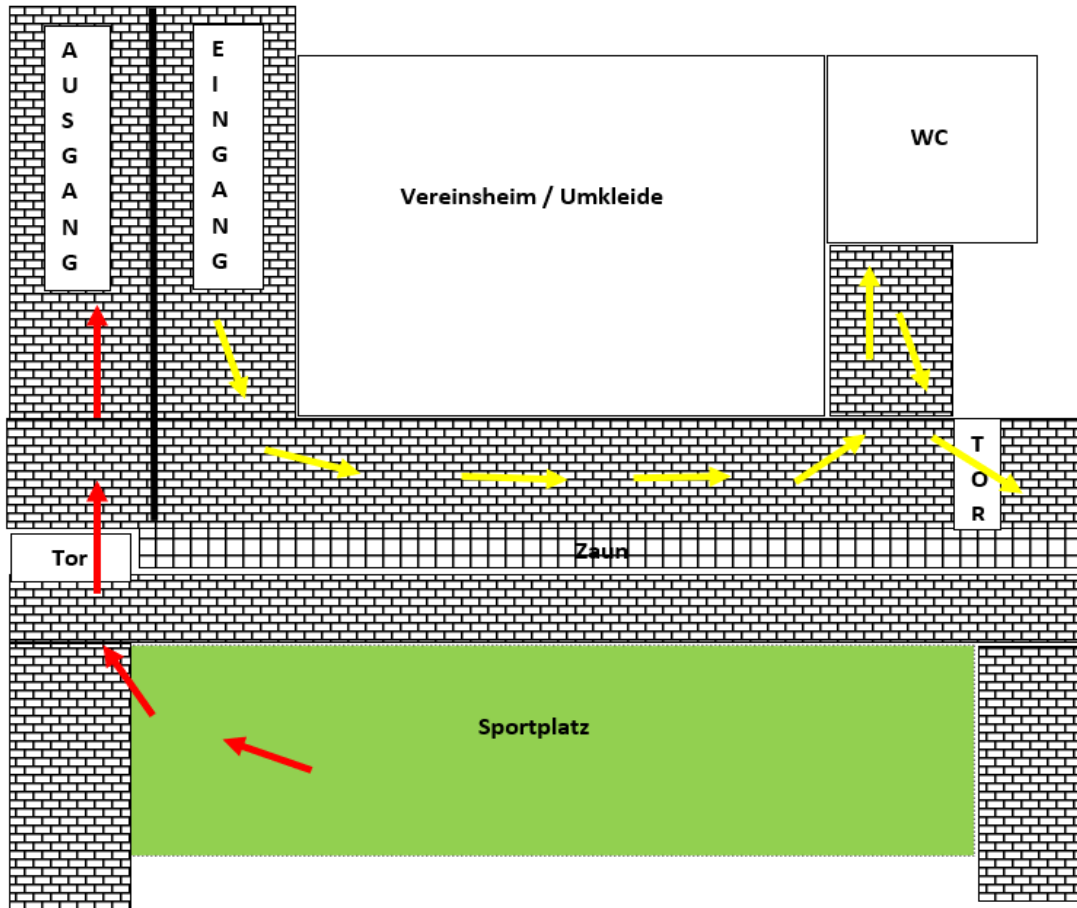 AUSGANG
EINGANG
Vereinsheim / Umkleide
WC
TOR
Tor
Zaun
Sportplatz